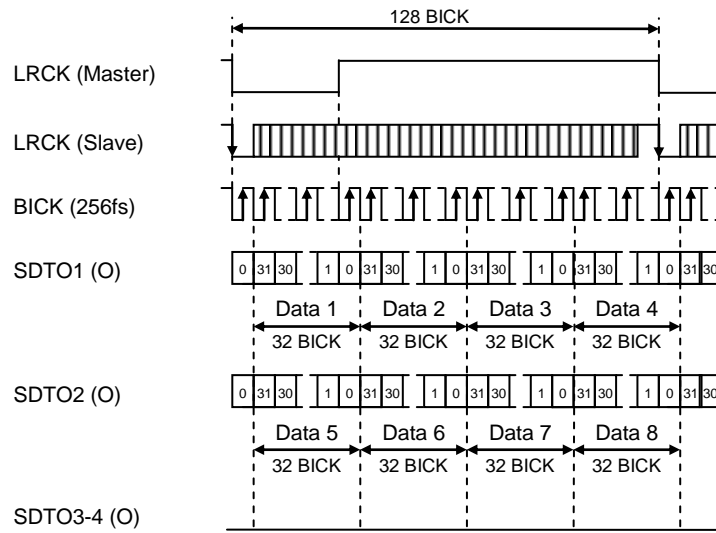 128 BICK
LRCK (Master)
LRCK (Slave)
BICK (256fs)
SDTO1 (O)
0 31 30 1 0 31 30 1 0 31 30 1 0 31 30 1 0 31 30
Data 1 Data 2 Data 3 Data 4
32 BICK 32 BICK 32 BICK 32 BICK
SDTO2 (O)
0 31 30 1 0 31 30 1 0 31 30 1 0 31 30 1 0 31 30
Data 5 Data 6 Data 7 Data 8
32 BICK 32 BICK 32 BICK 32 BICK
SDTO3-4 (O)